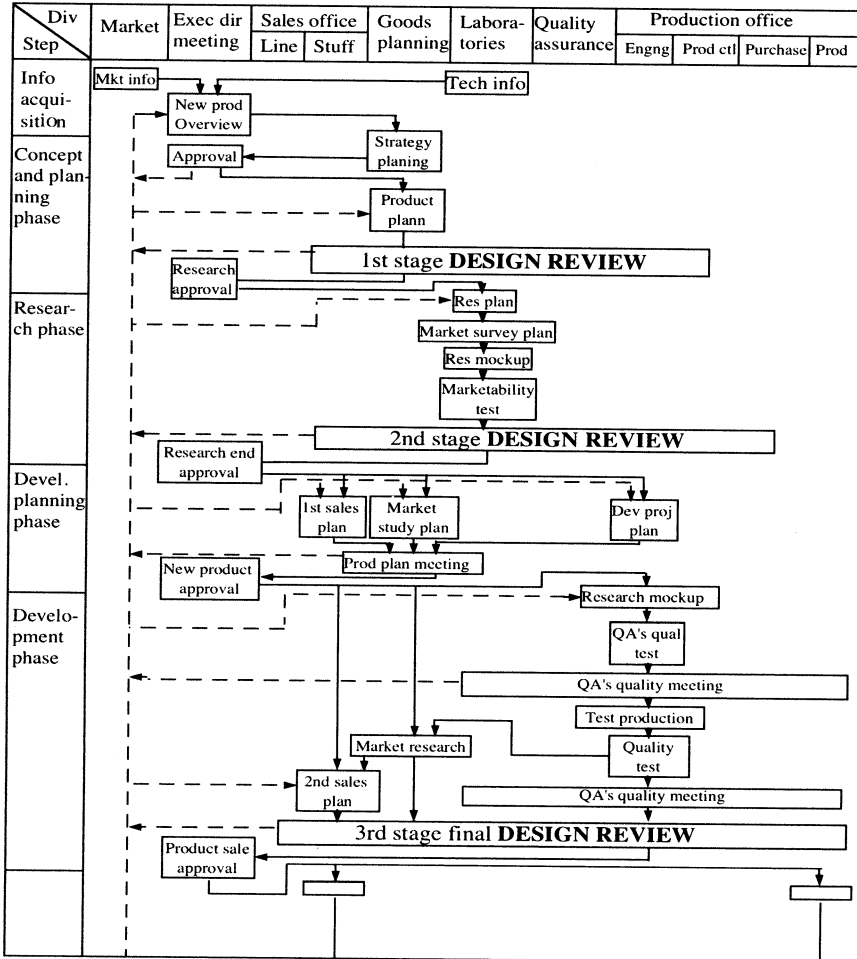 Div
Step
Market
Exec dir
meeting
Sales office
Line
Stuff
Goods
planning
Labora-
tories
Quality
assurance
Production office
Engng
Prod ctl
Purchase
Prod
Info
acqui-
sition
Mkt info
Tech info
New prod
Overview
Concept
and plan-
ning
phase
Strategy
planing
Approval
Product
plann
1st stage DESIGN REVIEW
Research
approval
Resear-
ch phase
Res plan
Market survey plan
Res mockup
Marketability
test
2nd stage DESIGN REVIEW
Research end
approval
Devel.
planning
phase
1st sales
plan
Market
study plan
Dev proj
plan
Prod plan meeting
New product
approval
Develo-
pment
phase
Research mockup
QA's qual
test
QA's quality meeting
Test production
Market research
Quality
test
2nd sales
plan
QA's quality meeting
3rd stage final DESIGN REVIEW
Product sale
approval